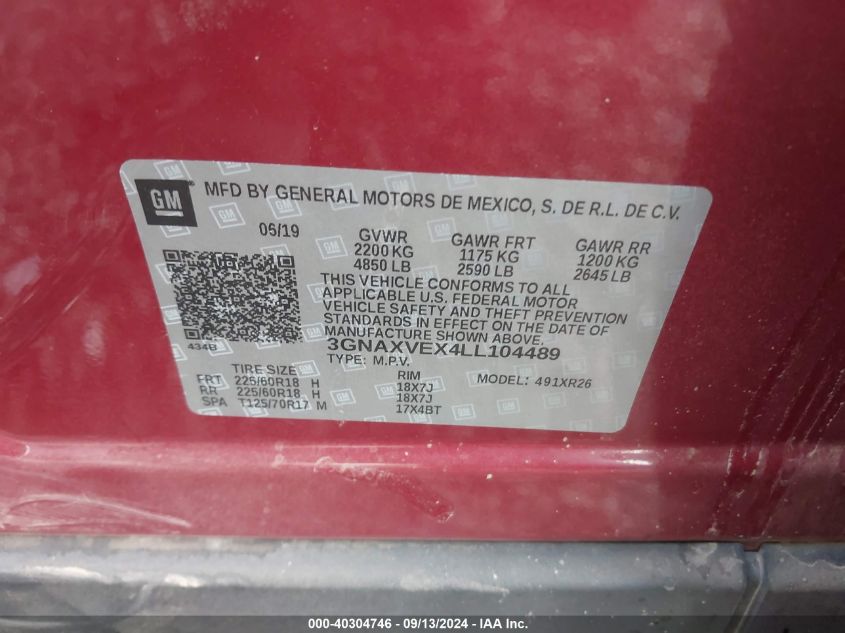 GM MFD BY GENERAL MOTORS DE MEXICO, S. DE R.L. DE C.V.
05/19 GVWR GAWR FRT GAWR RR
2200 KG 1175 KG 1200 KG
4850 LB 2590 LB 2645 LB
THIS VEHICLE CONFORMS TO ALL
APPLICABLE U.S. FEDERAL MOTOR
VEHICLE SAFETY AND THEFT PREVENTION
STANDARDS IN EFFECT ON THE DATE OF
MANUFACTURE SHOWN ABOVE.
434B
3GNAXVEX4LL104489
TYPE: M.P.V.
TIRE SIZE RIM MODEL: 491XR26
FRT 225/60R18 H 18X7J
RR 225/60R18 H 18X7J
SPA T125/70R17 M 17X4BT
000-40304746 - 09/13/2024 - IAA Inc.